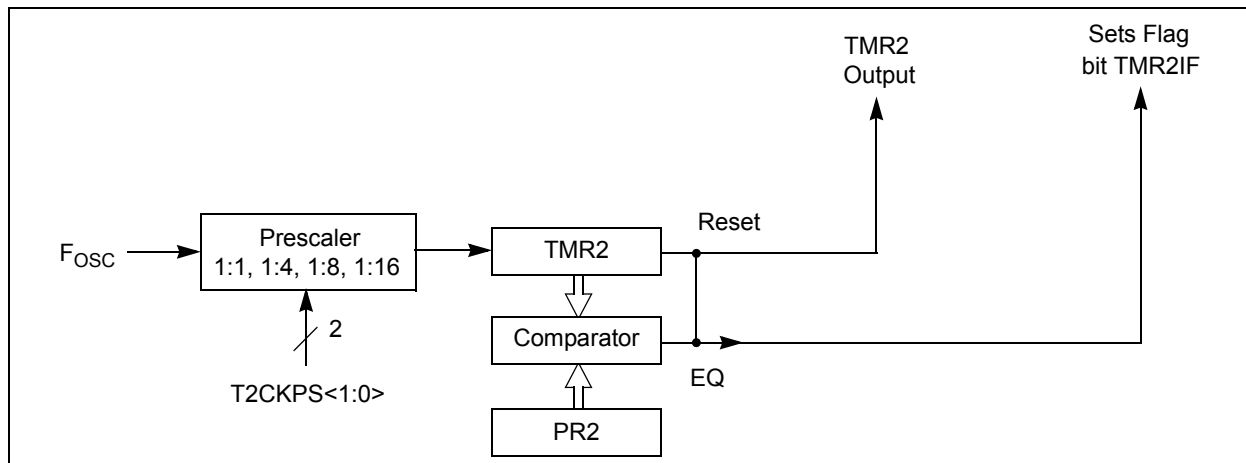 TMR2
Output
Sets Flag
bit TMR2IF
Reset
FOSC
Prescaler
1:1, 1:4, 1:8, 1:16
TMR2
2
Comparator
EQ
T2CKPS<1:0>
PR2